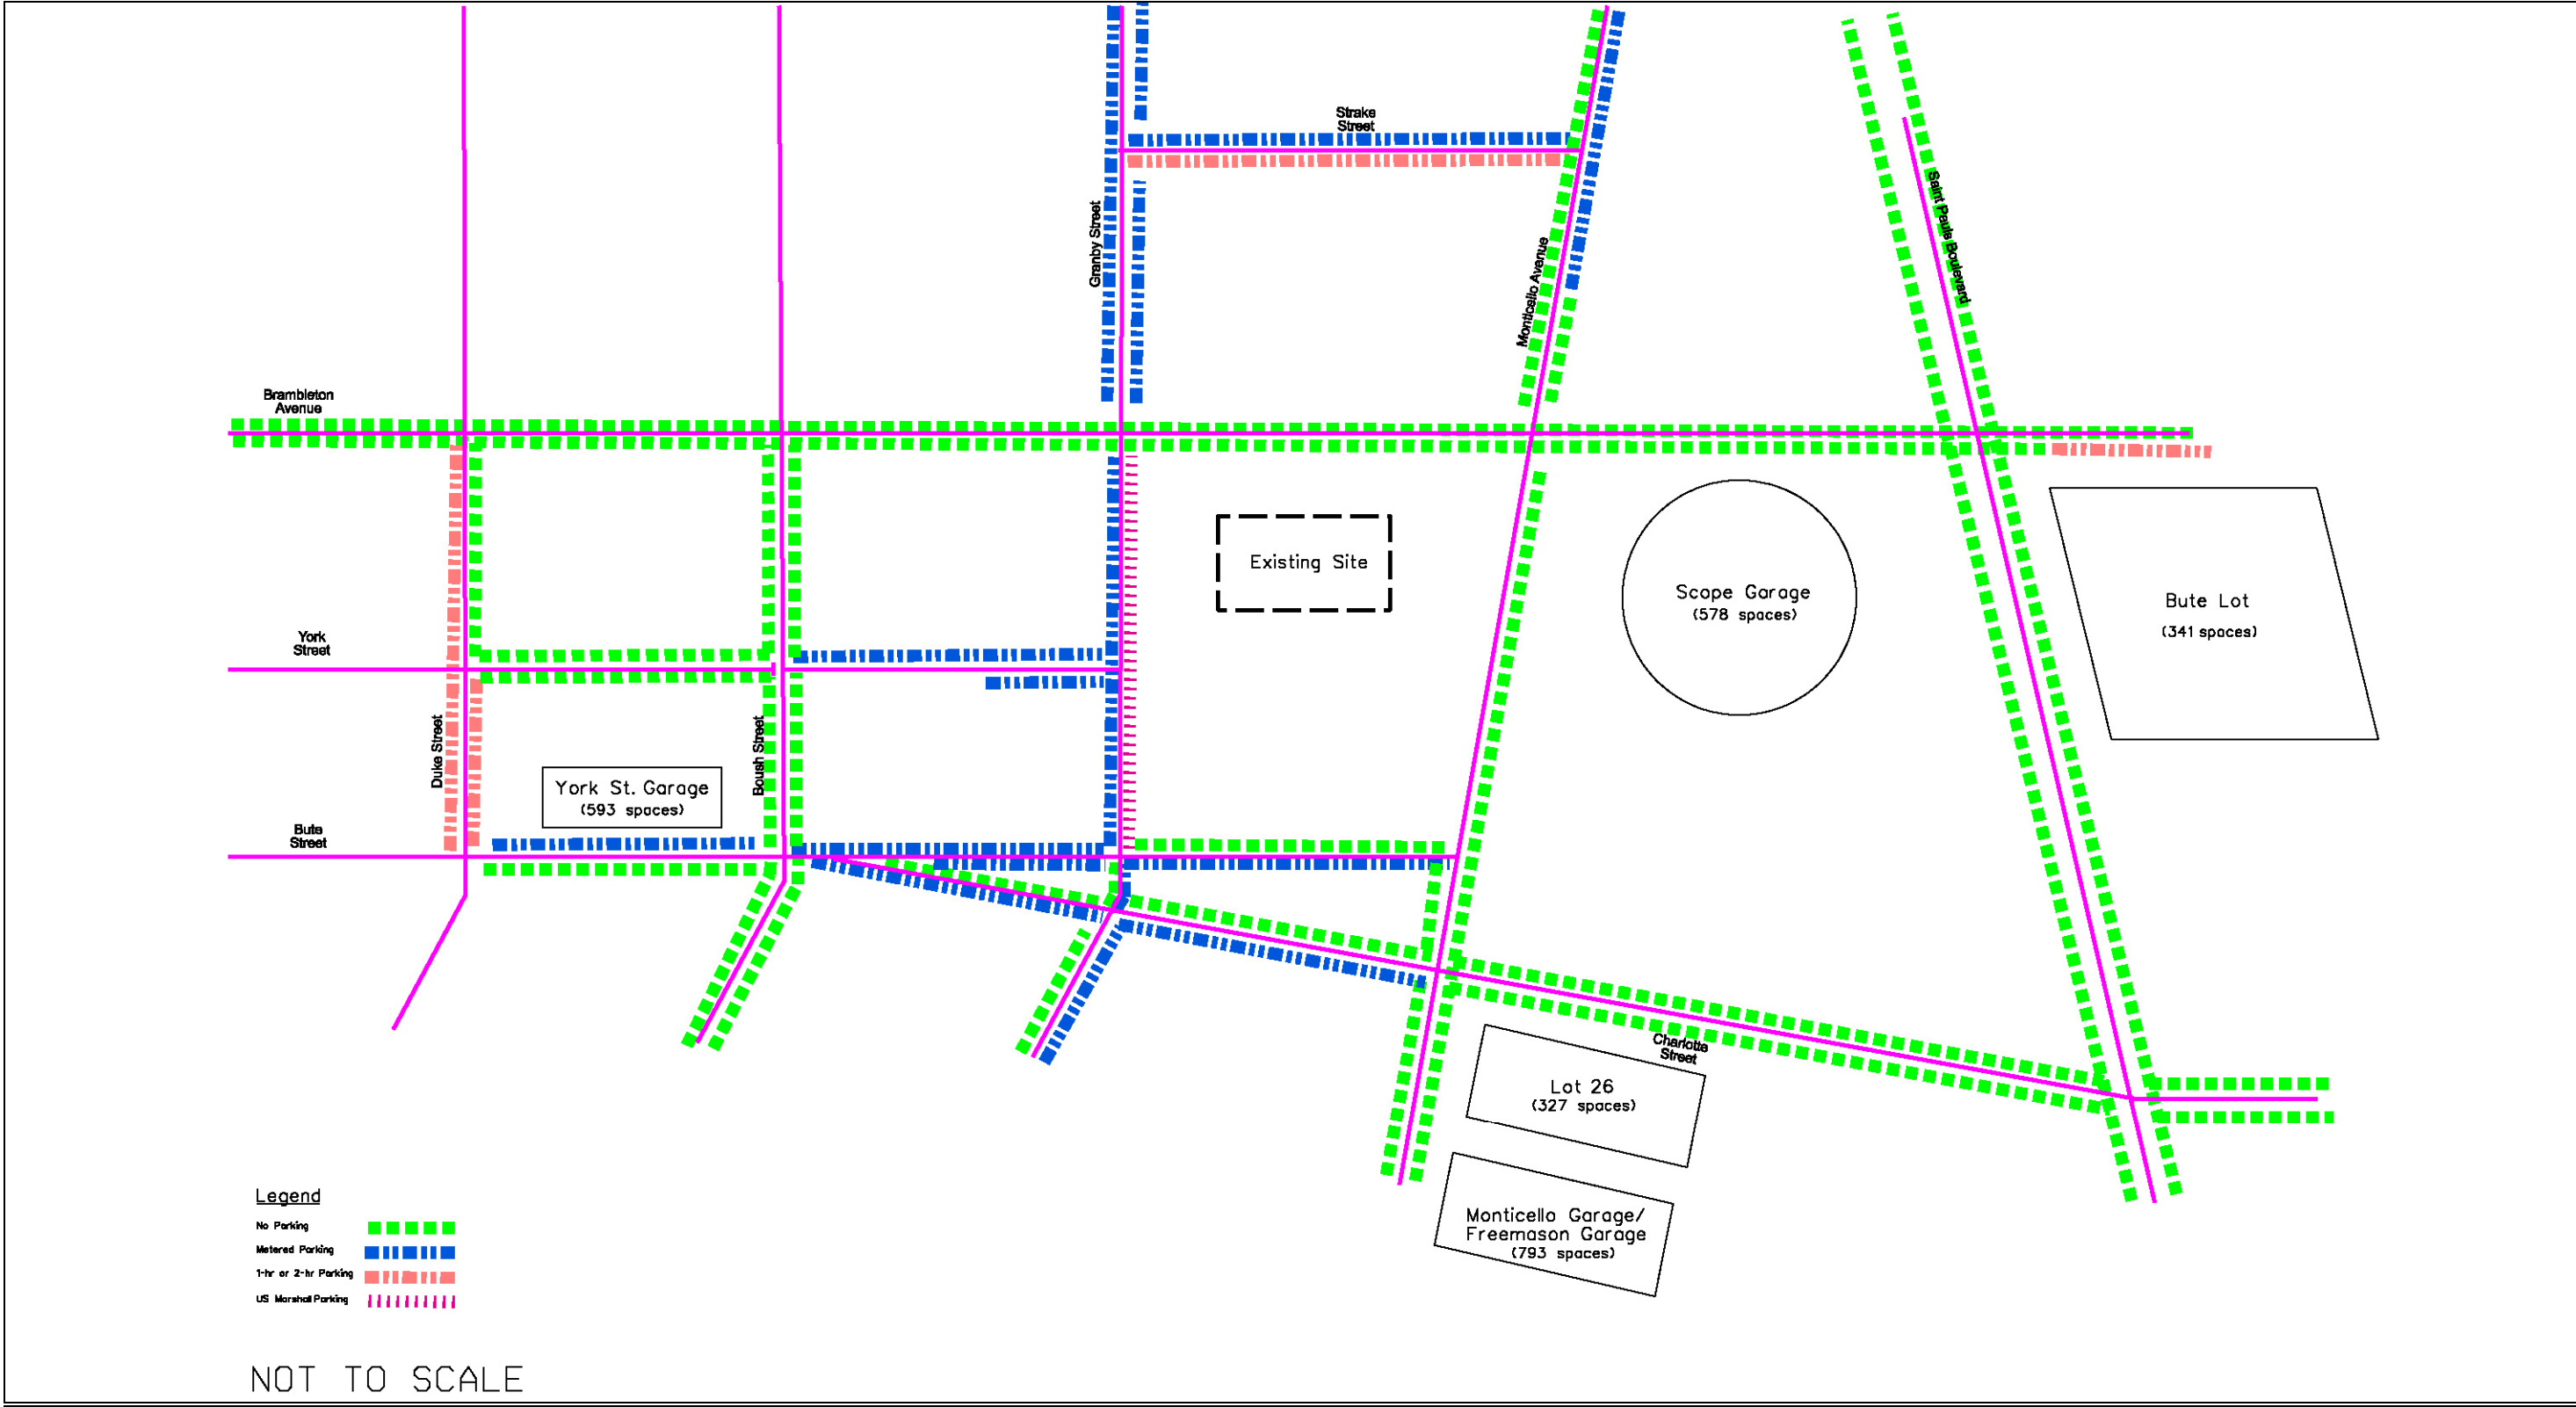 Strake
Street
Granby Street
Monticello Avenue
Saint Pauls Boulevard
Brambleton
Avenue
Existing Site
Scope Garage
(578 spaces)
Bute Lot
(341 spaces)
York
Street
Duke Street
Boush Street
York St. Garage
(593 spaces)
Bute
Street
Charlotte
Street
Lot 26
(327 spaces)
Monticello Garage/
Freemason Garage
(793 spaces)
Legend
No Parking
Metered Parking
1-hr or 2-hr Parking
US Marshall Parking
NOT TO SCALE